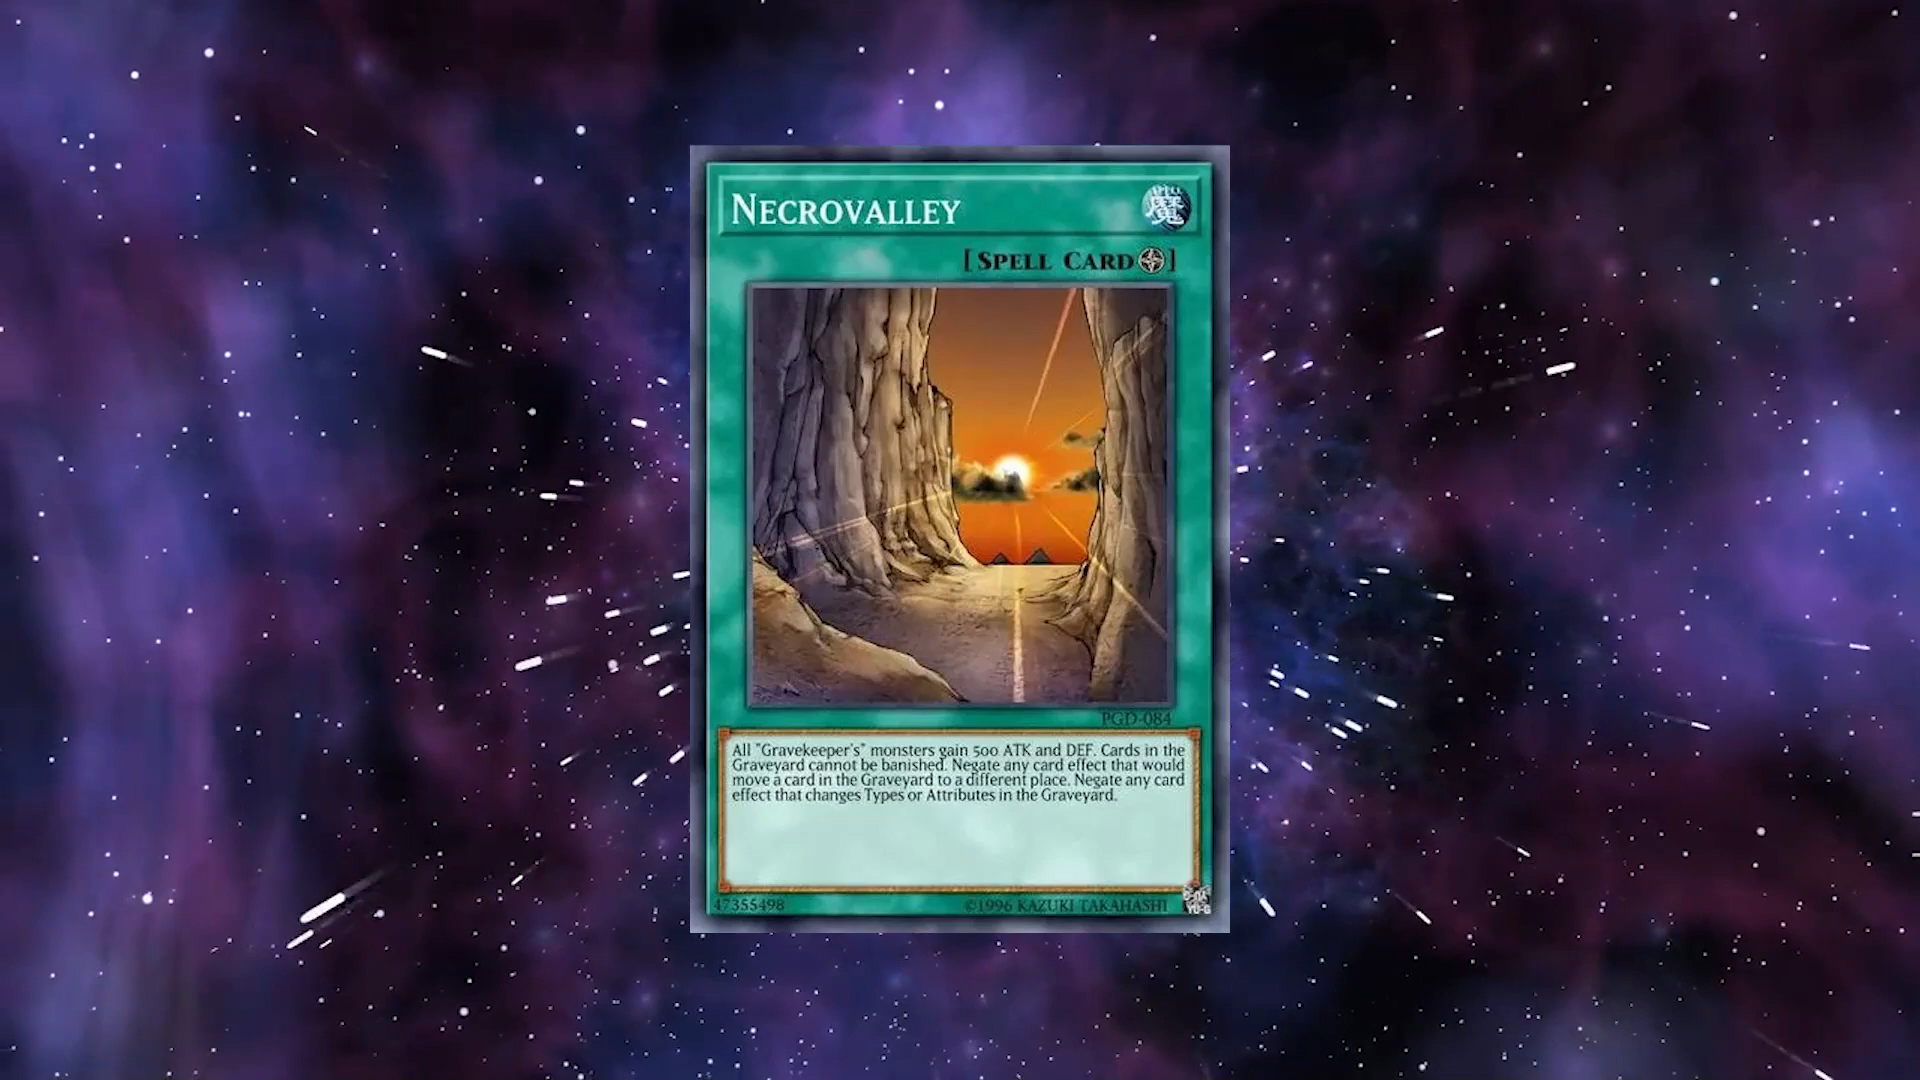 NECROVALLEY
魔
[SPELL CARD]
PGD-084
All "Gravekeeper's" monsters gain 500 ATK and DEF. Cards in the
Graveyard cannot be banished. Negate any card effect that would
move a card in the Graveyard to a different place. Negate any card
effect that changes Types or Attributes in the Graveyard.
47355498
©1996 KAZUKI TAKAHASHI